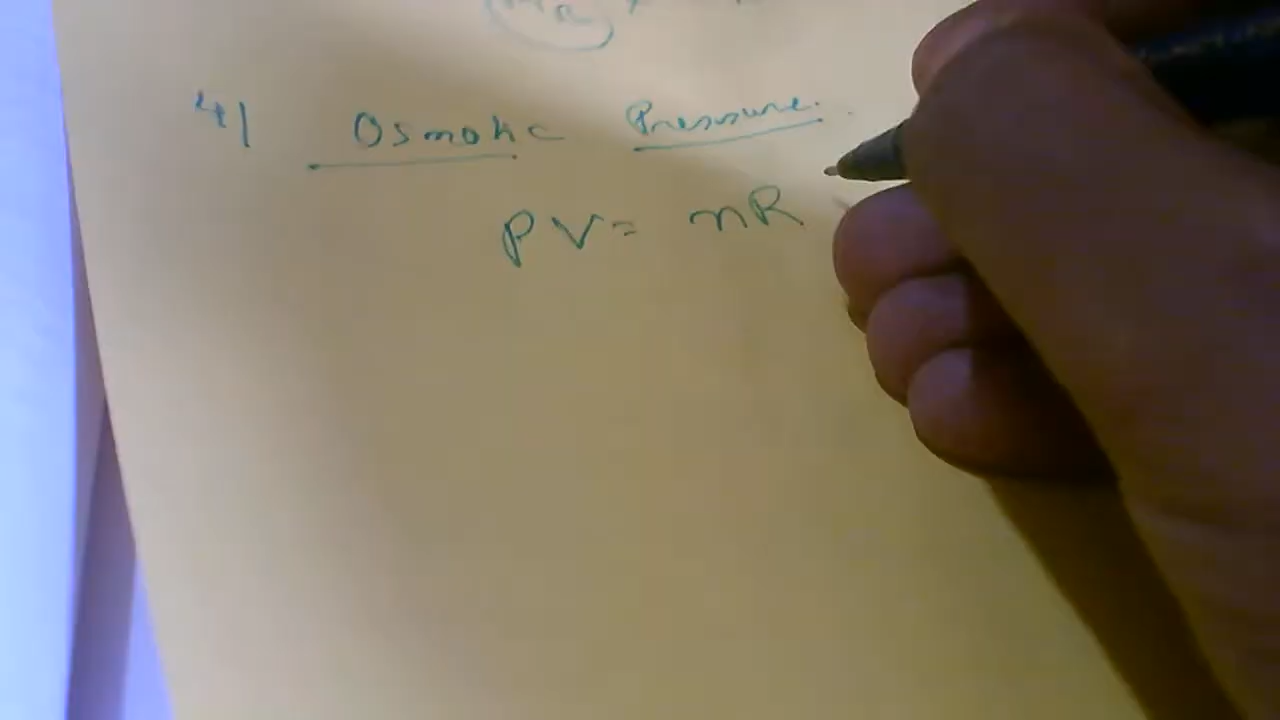 4) Osmotic Pressure.
PV = nR